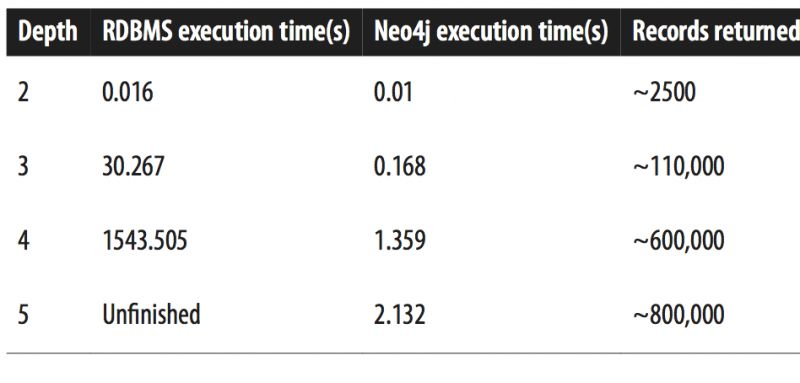 Depth RDBMS execution time(s) Neo4j execution time(s) Records returned
2 0.016 0.01 ~2500
3 30.267 0.168 ~110,000
4 1543.505 1.359 ~600,000
5 Unfinished 2.132 ~800,000